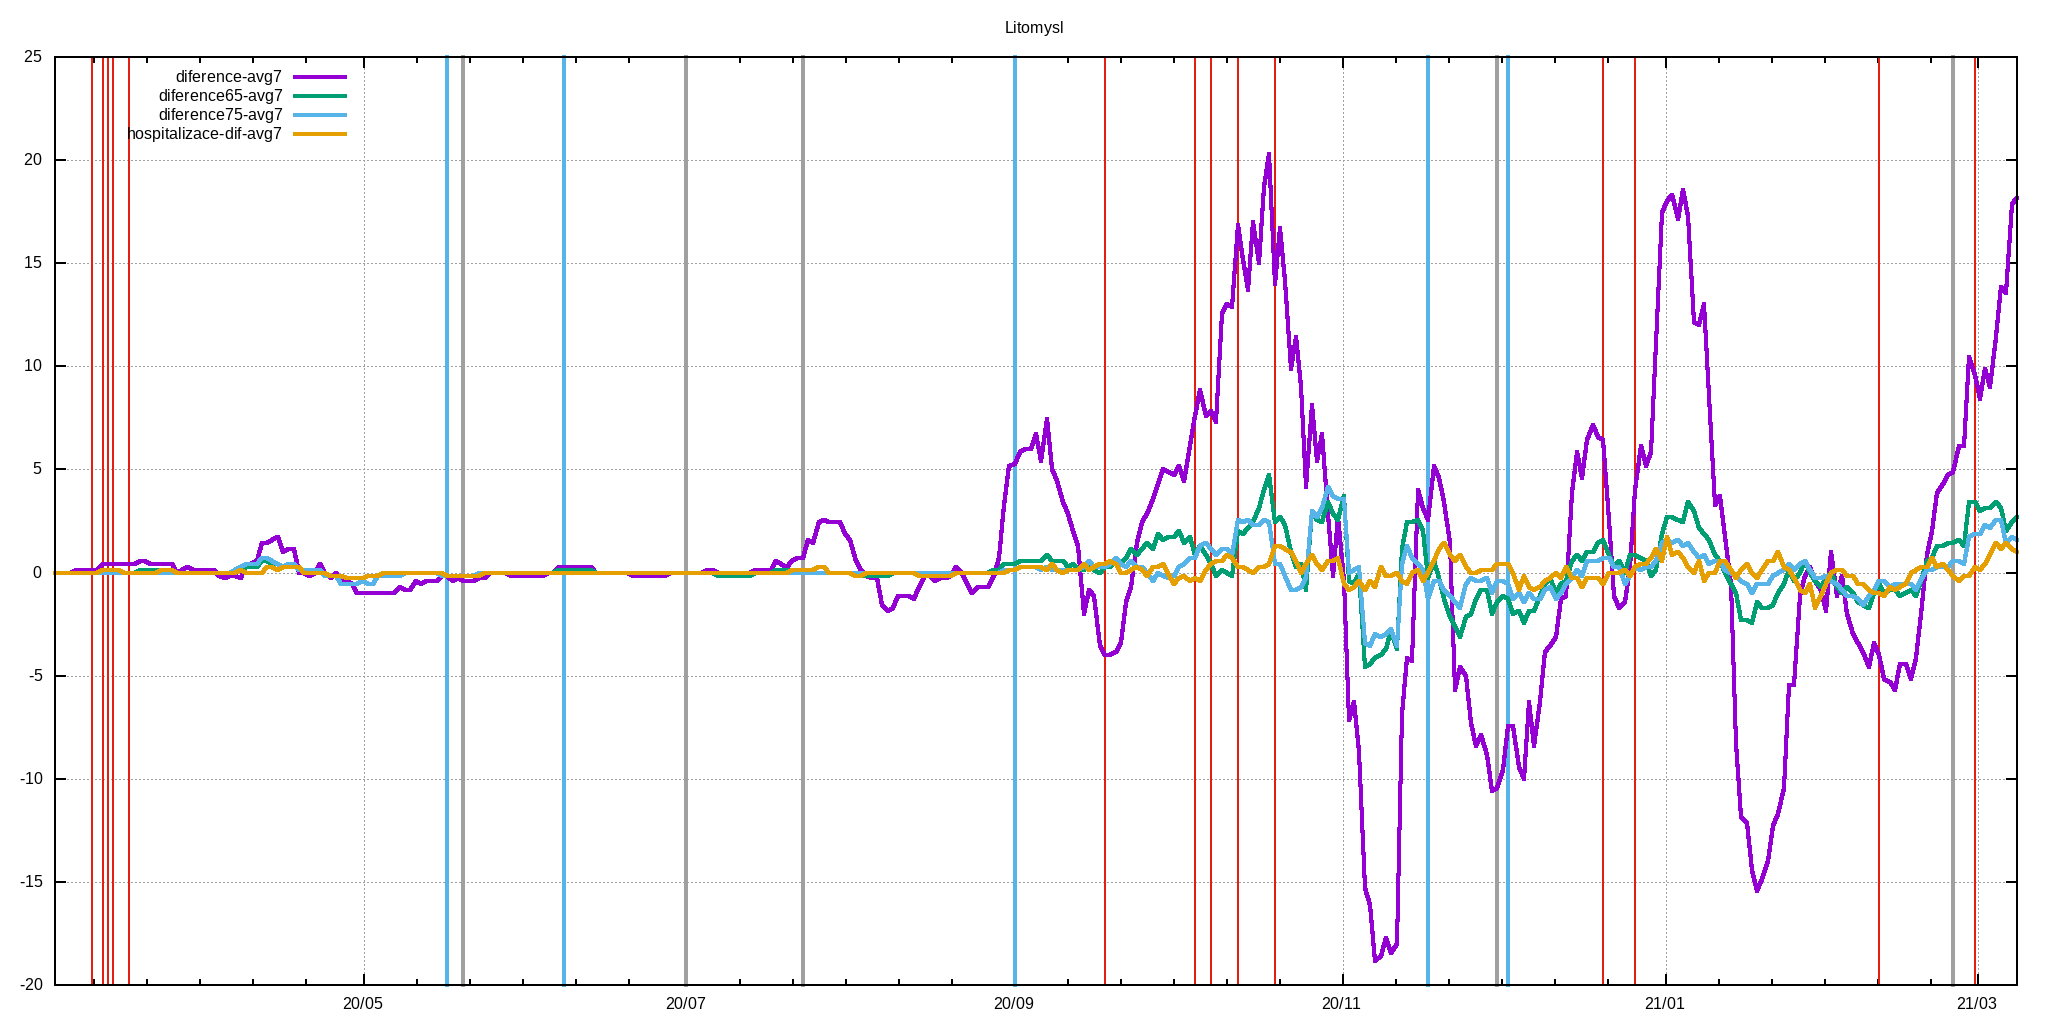 Litomysl
25
diference-avg7
diference65-avg7
diference75-avg7
hospitalizace-dif-avg7
20
15
10
5
0
-5
-10
-15
-20
20/05 20/07 20/09 20/11 21/01 21/03